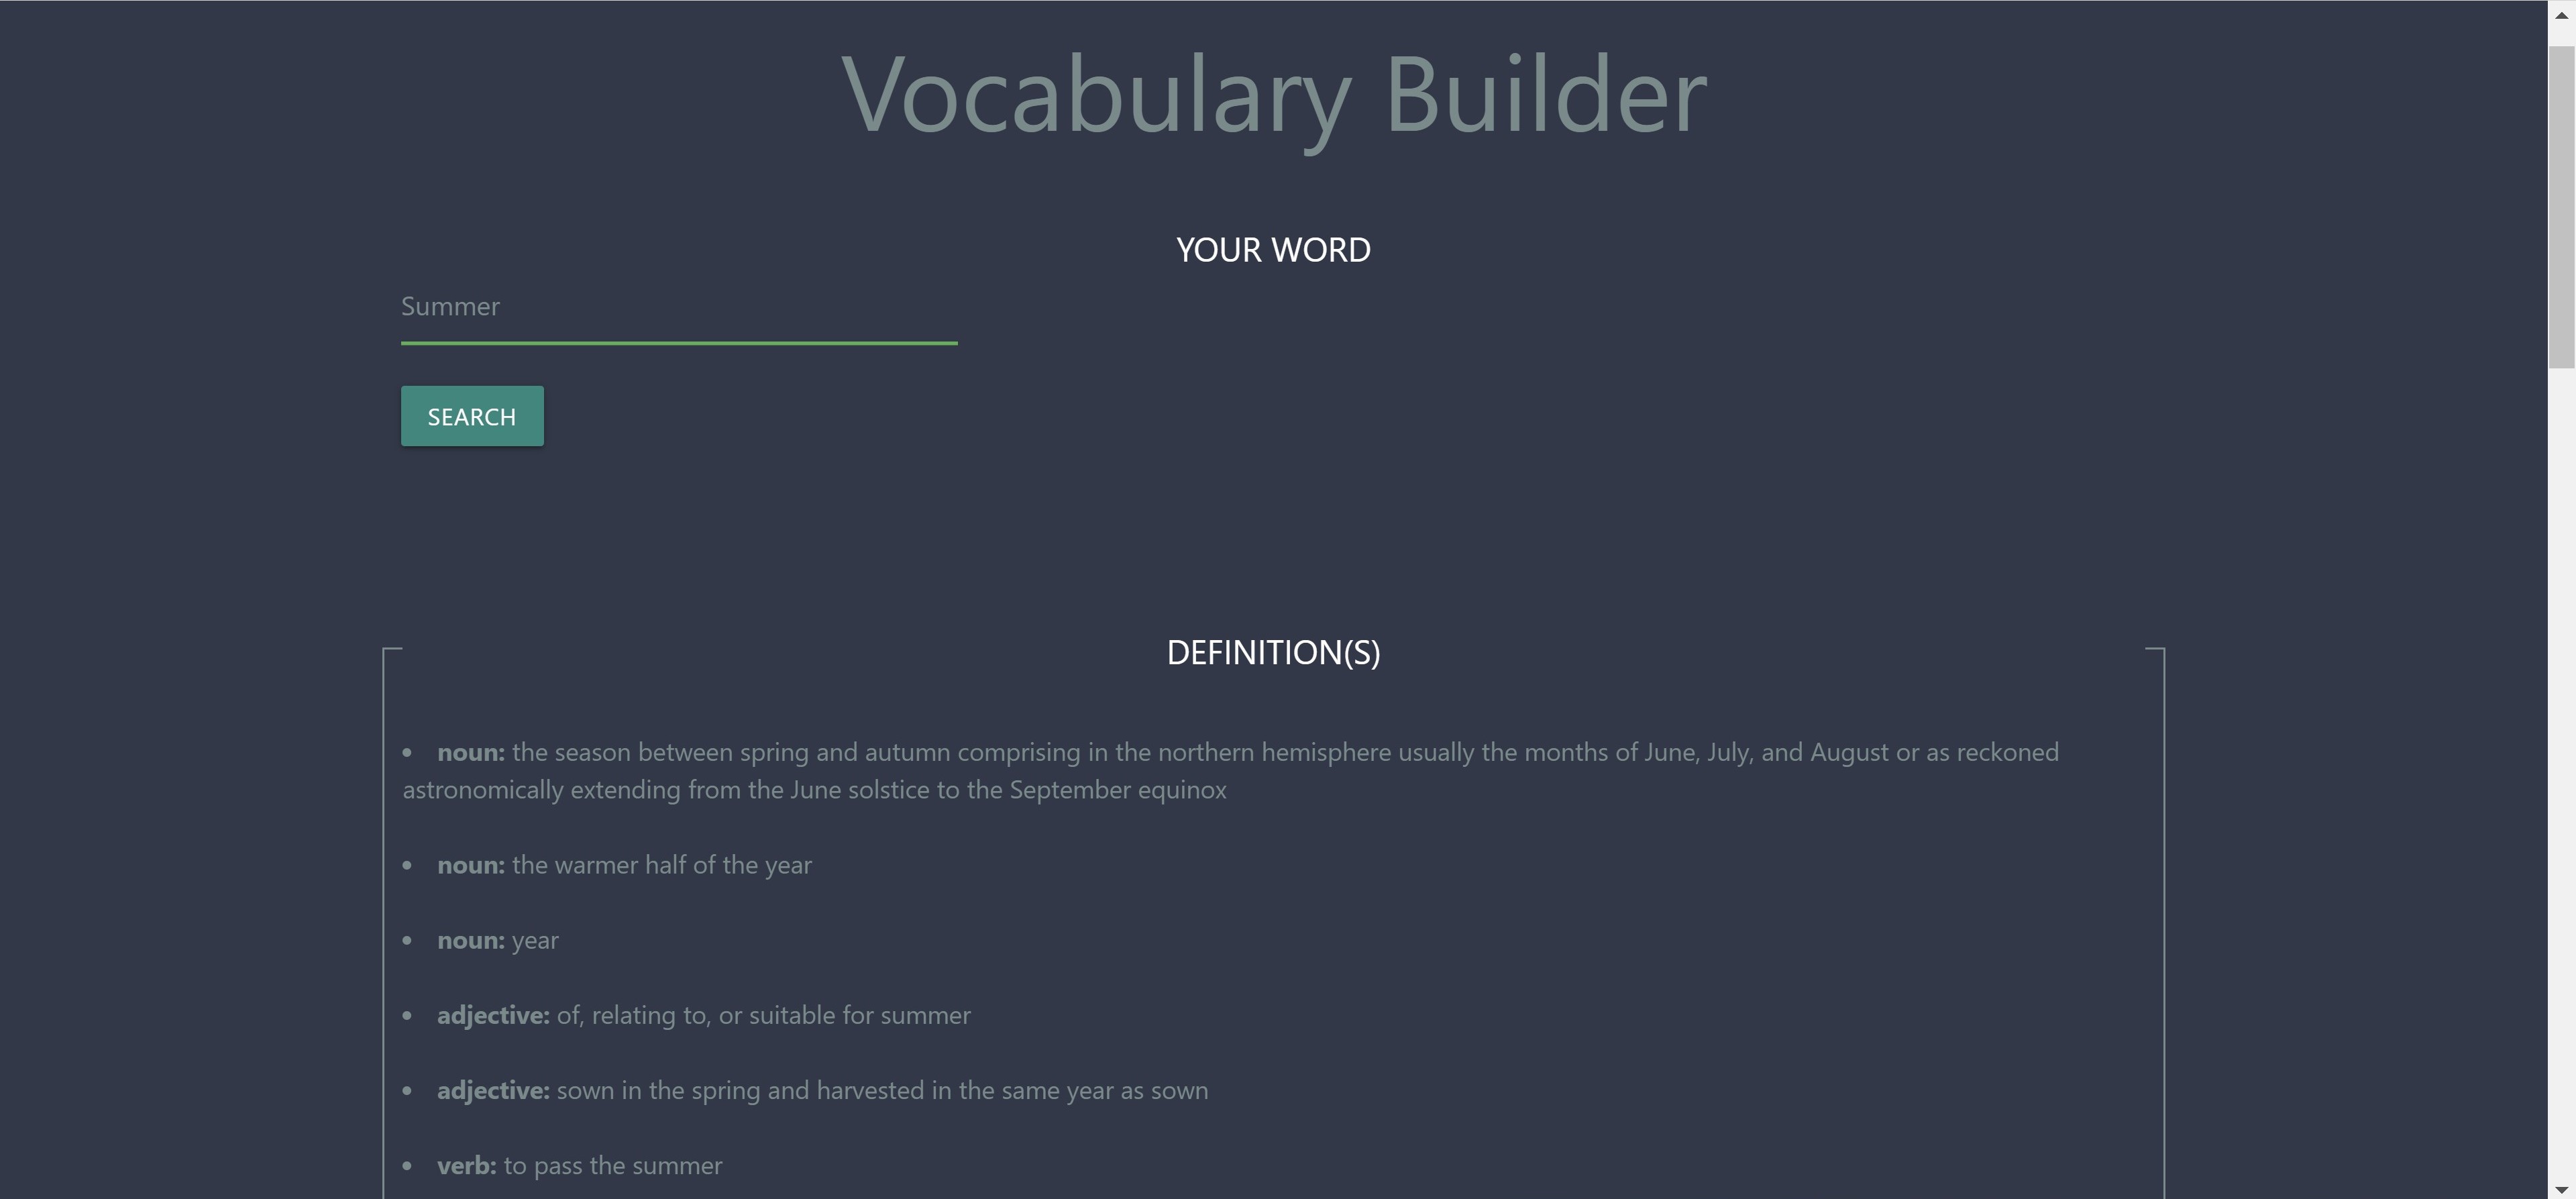 Vocabulary Builder
YOUR WORD
Summer
SEARCH
DEFINITION(S)
• noun: the season between spring and autumn comprising in the northern hemisphere usually the months of June, July, and August or as reckoned
astronomically extending from the June solstice to the September equinox
• noun: the warmer half of the year
• noun: year
• adjective: of, relating to, or suitable for summer
• adjective: sown in the spring and harvested in the same year as sown
• verb: to pass the summer